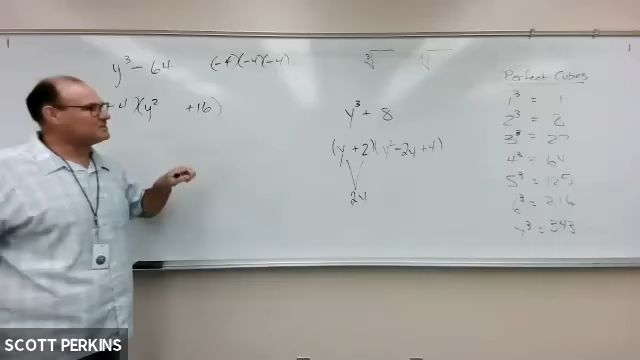 y³ - 64
(-4)(-4)(-4)
∛ √
- 4)(y² +16)
y³ + 8
(y + 2)(y² - 2y + 4)
2y
Perfect Cubes
1³ = 1
2³ = 8
3³ = 27
4³ = 64
5³ = 125
6³ = 216
7³ = 343
SCOTT PERKINS